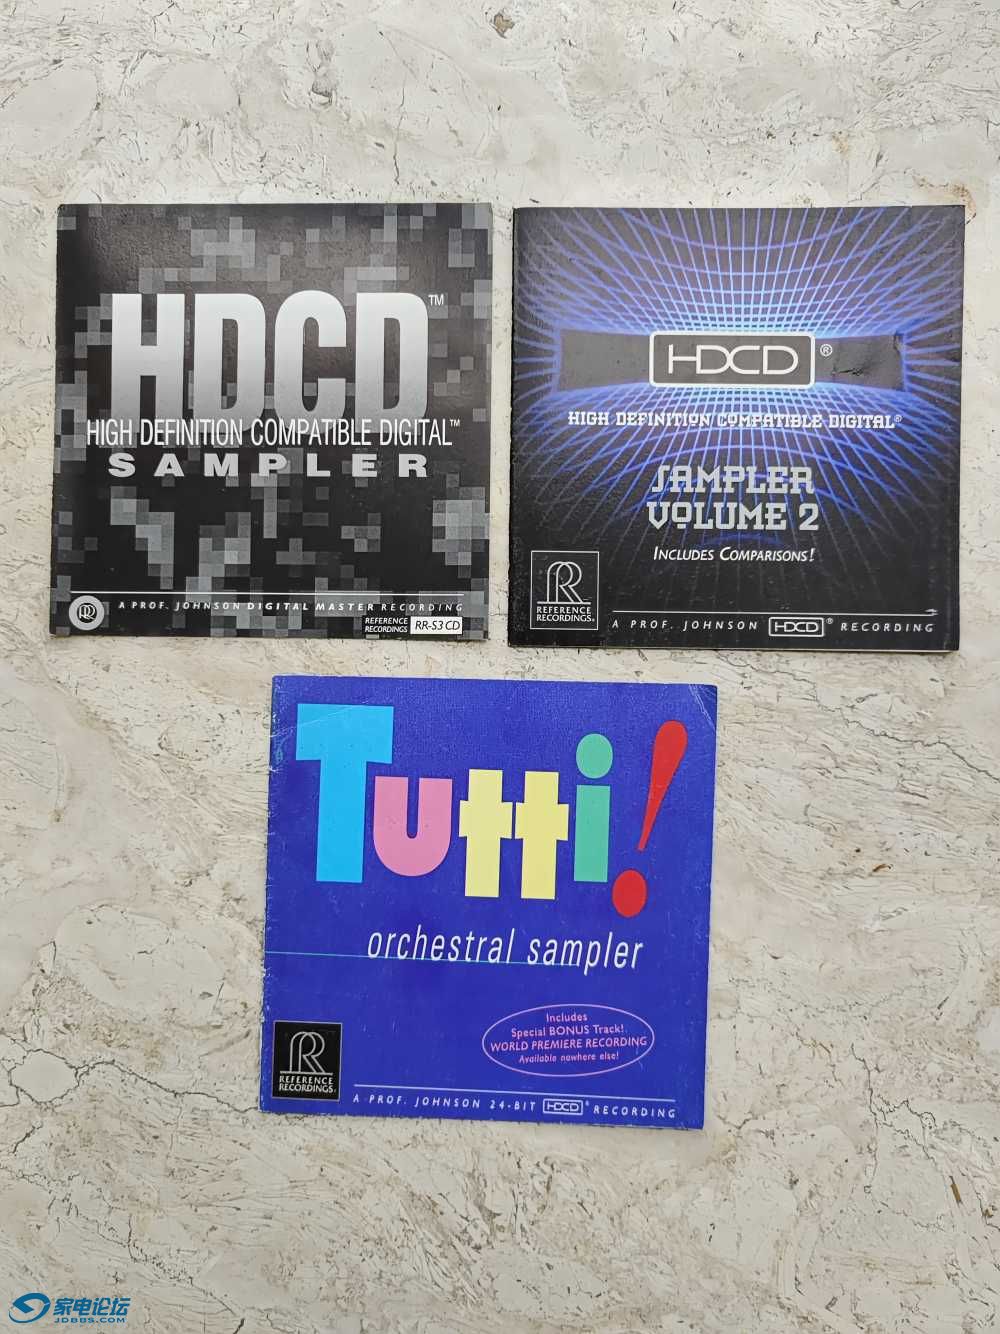 HDCD™
HIGH DEFINITION COMPATIBLE DIGITAL™
SAMPLER
A PROF. JOHNSON DIGITAL MASTER RECORDING
REFERENCE
RECORDINGS
RR-S3 CD
HDCD®
HIGH DEFINITION COMPATIBLE DIGITAL®
SAMPLER
VOLUME 2
INCLUDES COMPARISONS!
REFERENCE
RECORDINGS®
A PROF. JOHNSON HDCD® RECORDING
Tutti!
orchestral sampler
Includes
Special BONUS Track!
WORLD PREMIERE RECORDING
Available nowhere else!
REFERENCE
RECORDINGS®
A PROF. JOHNSON 24-BIT HDCD® RECORDING
家电论坛
JDBBS.COM